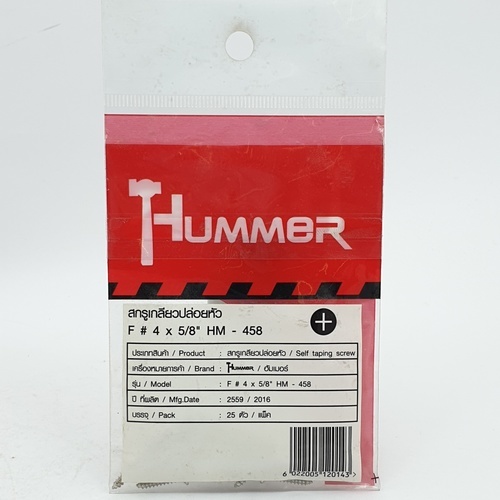 HUMMER
สกรูเกลียวปล่อยหัว
F # 4 x 5/8" HM - 458
ประเภทสินค้า / Product : สกรูเกลียวปล่อยหัว / Self taping screw
เครื่องหมายการค้า / Brand : HUMMER / ฮัมเมอร์
รุ่น / Model : F # 4 x 5/8" HM - 458
ปี ที่ผลิต / Mfg.Date : 2559 / 2016
บรรจุ / Pack : 25 ตัว / แพ็ค
6 022005 120143